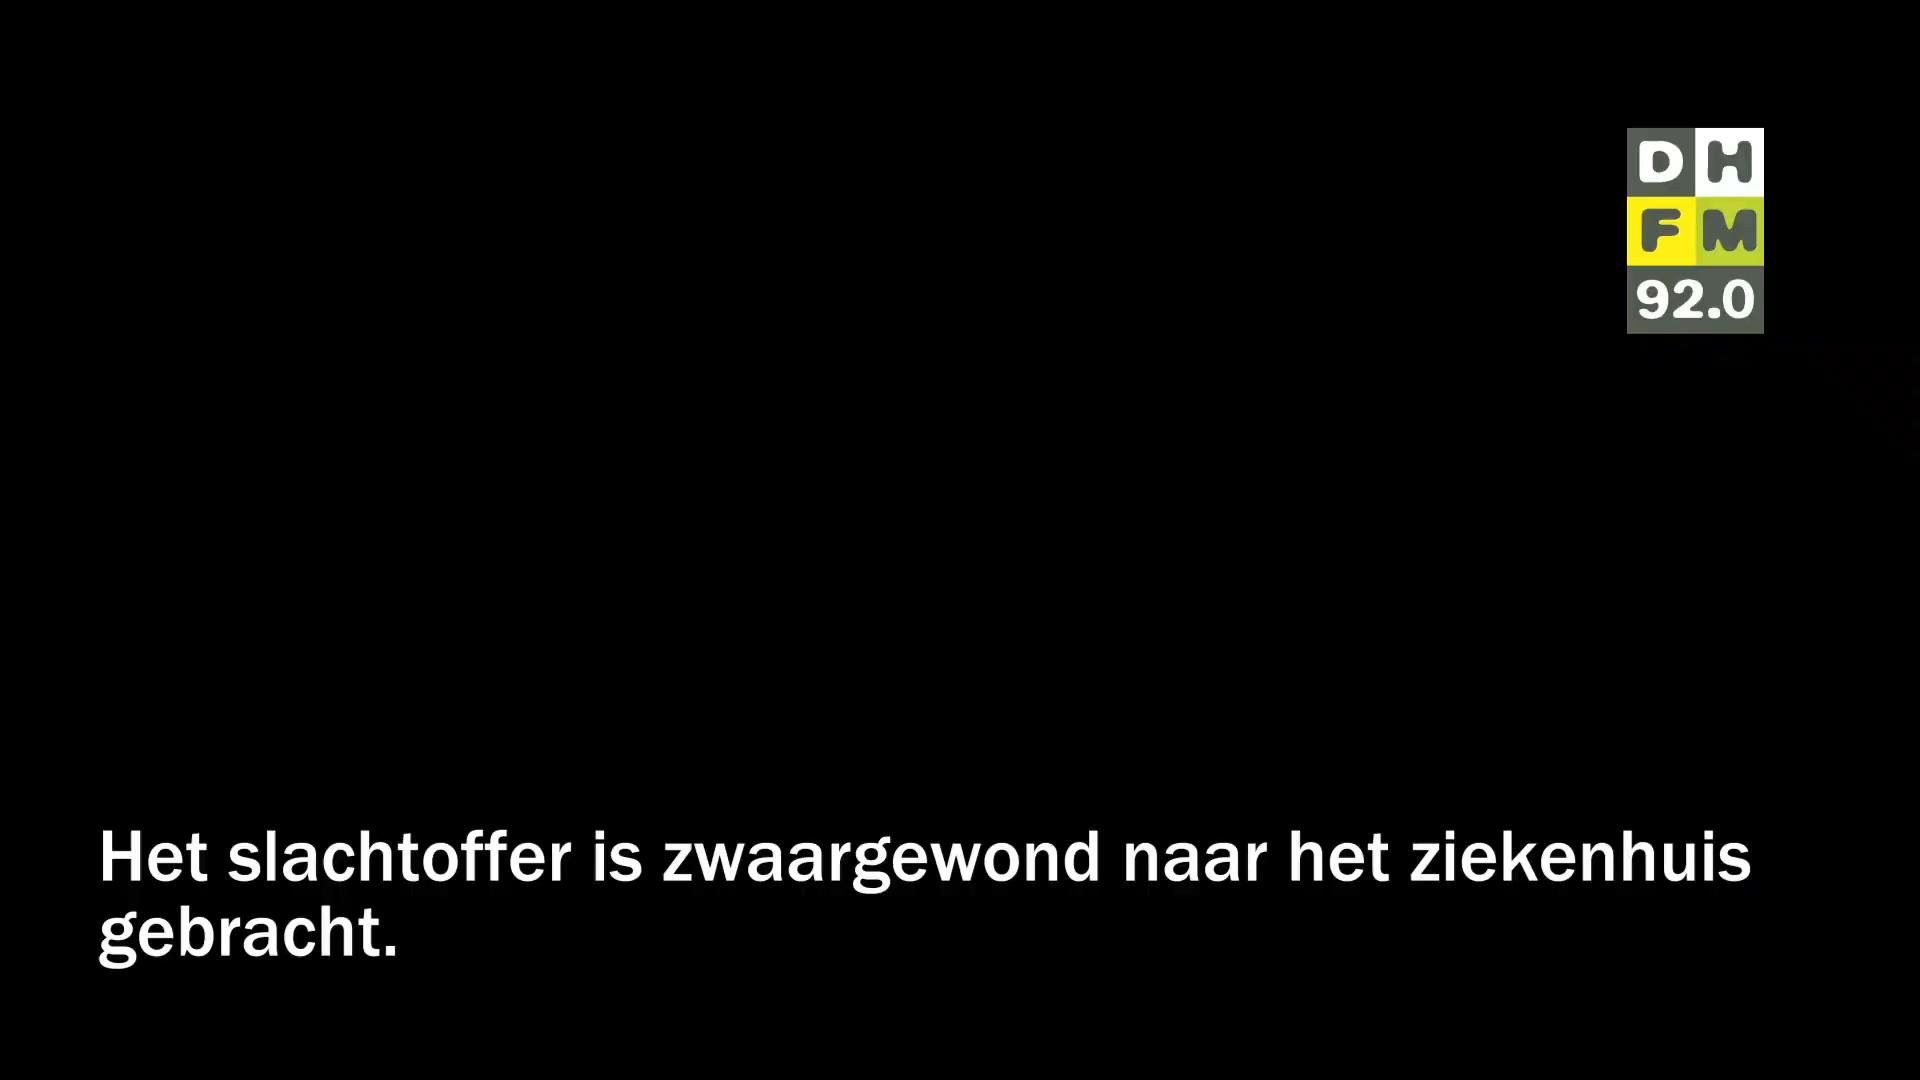 DH
FM
92.0
Het slachtoffer is zwaargewond naar het ziekenhuis
gebracht.